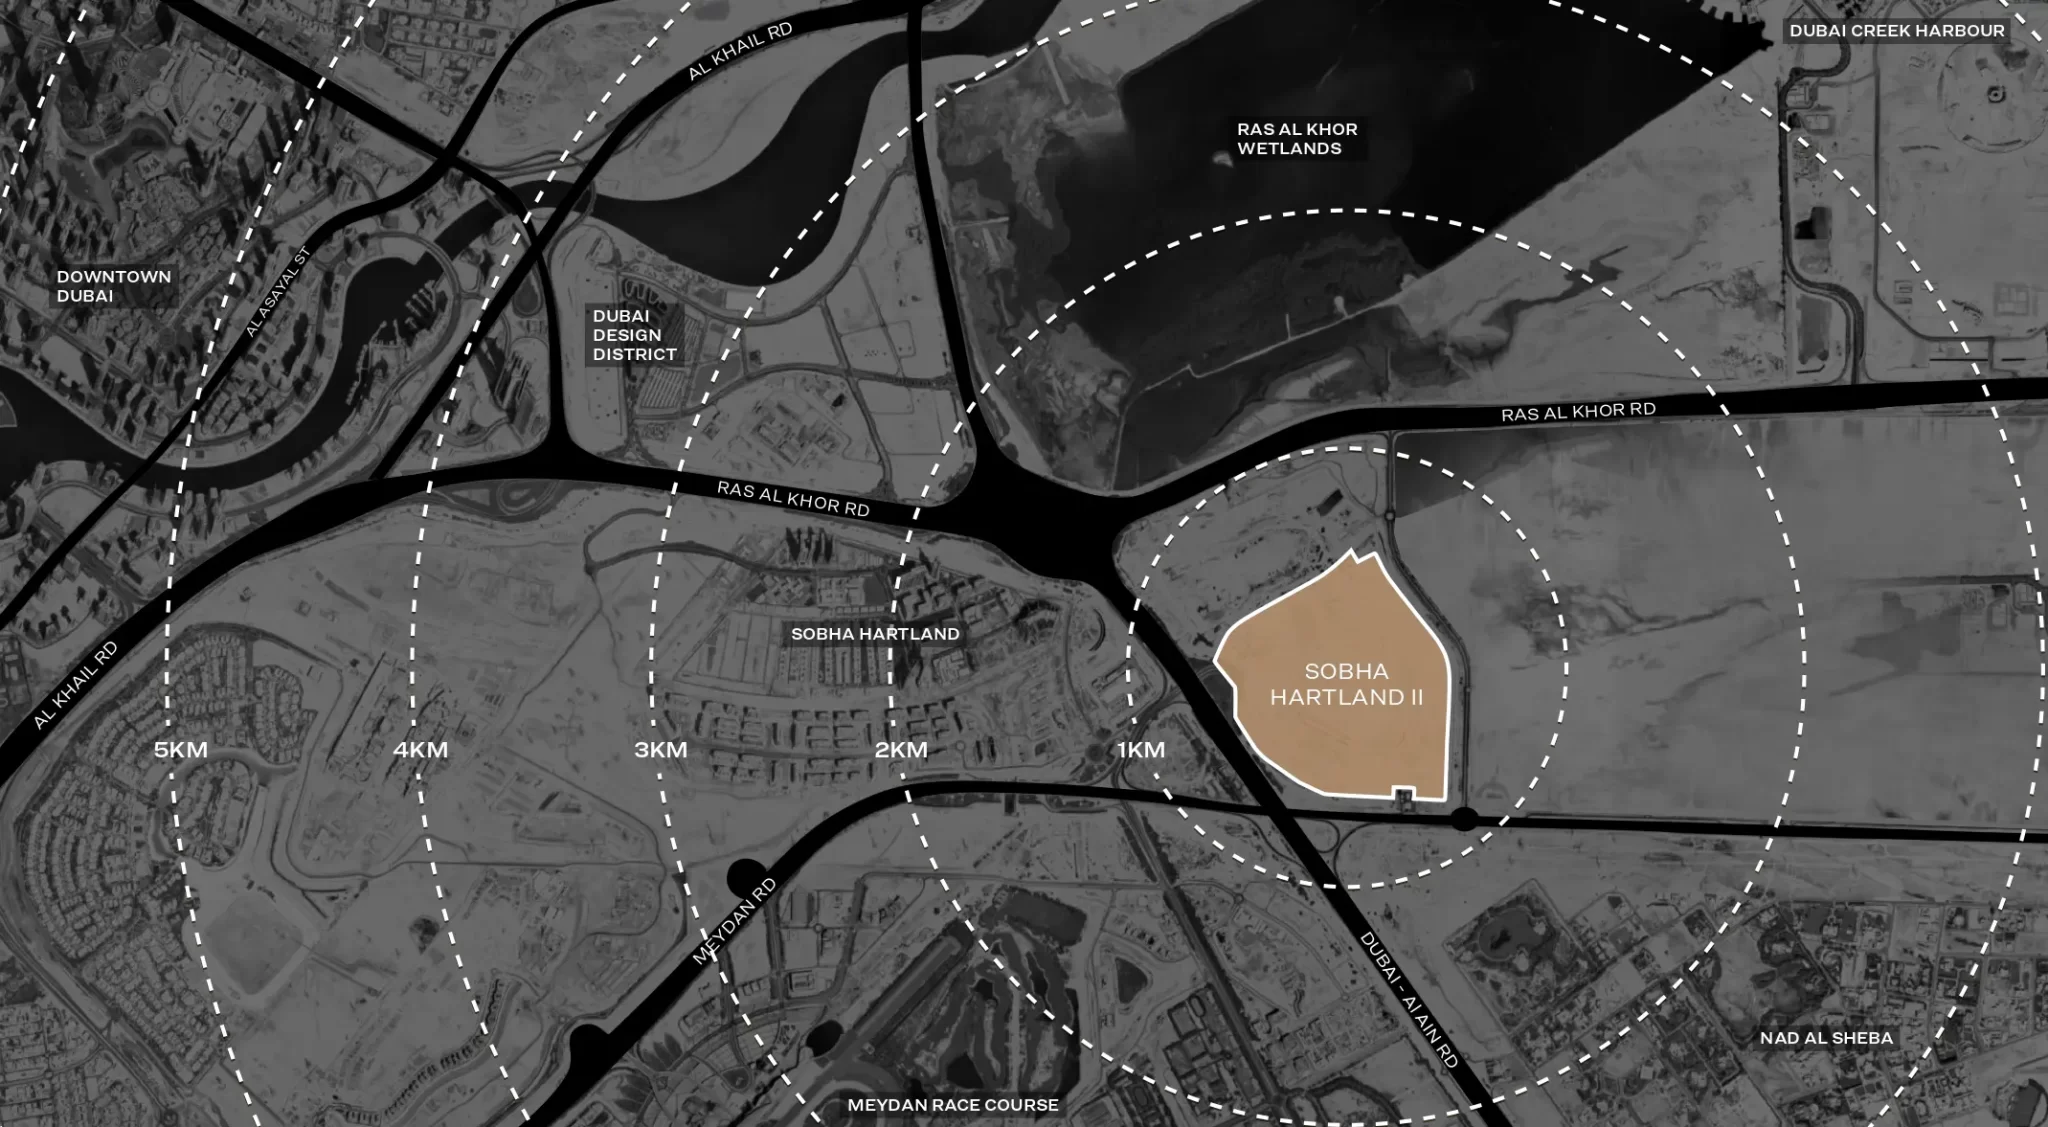 DUBAI CREEK HARBOUR
AL KHAIL RD
RAS AL KHOR
WETLANDS
DOWNTOWN
DUBAI
AL ASAYAL ST
DUBAI
DESIGN
DISTRICT
RAS AL KHOR RD
RAS AL KHOR RD
SOBHA HARTLAND
SOBHA
HARTLAND II
AL KHAIL RD
5KM
4KM
3KM
2KM
1KM
MEYDAN RD
DUBAI - Al AIN RD
NAD AL SHEBA
MEYDAN RACE COURSE